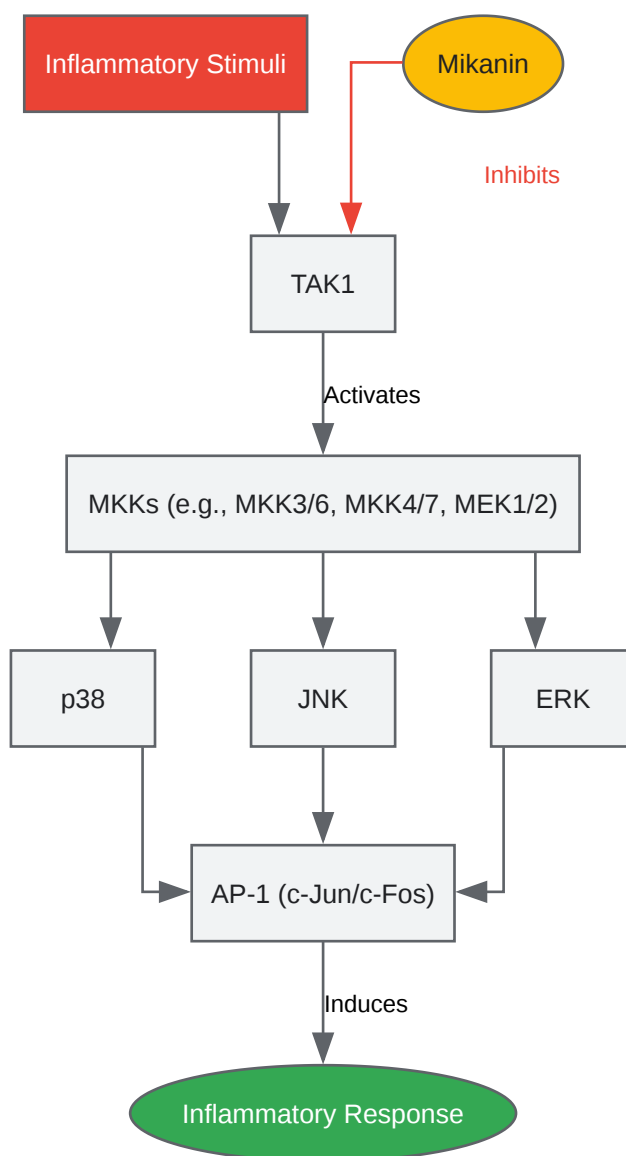 Inflammatory Stimuli
Mikanin
Inhibits
TAK1
Activates
MKKs (e.g., MKK3/6, MKK4/7, MEK1/2)
p38
JNK
ERK
AP-1 (c-Jun/c-Fos)
Induces
Inflammatory Response